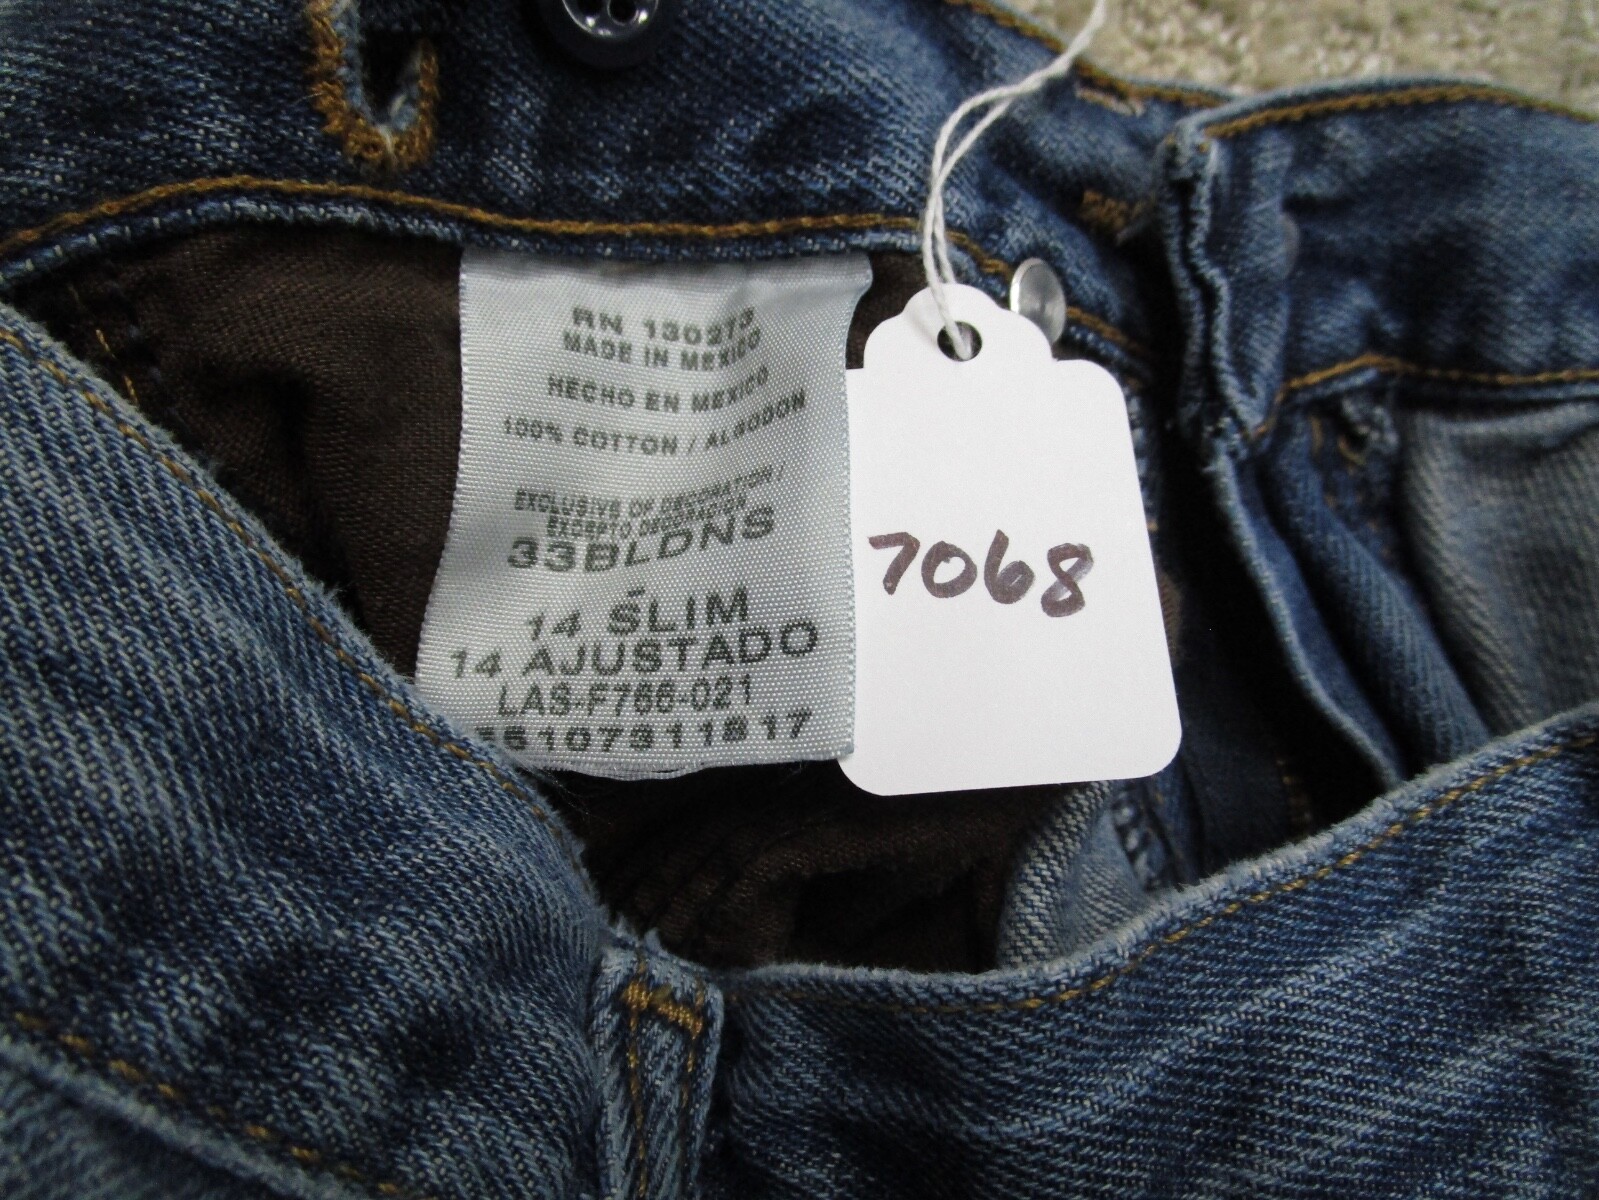 RN 130273
MADE IN MEXICO
HECHO EN MEXICO
100% COTTON / ALGODON
EXCLUSIVE OF DECORATION /
EXCEPTO DECORACION
33BLDNS
14 SLIM
14 AJUSTADO
LAS-F766-021
7068